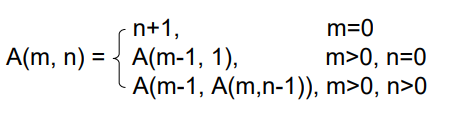 n+1, m=0
A(m, n) = { A(m-1, 1), m>0, n=0
A(m-1, A(m,n-1)), m>0, n>0